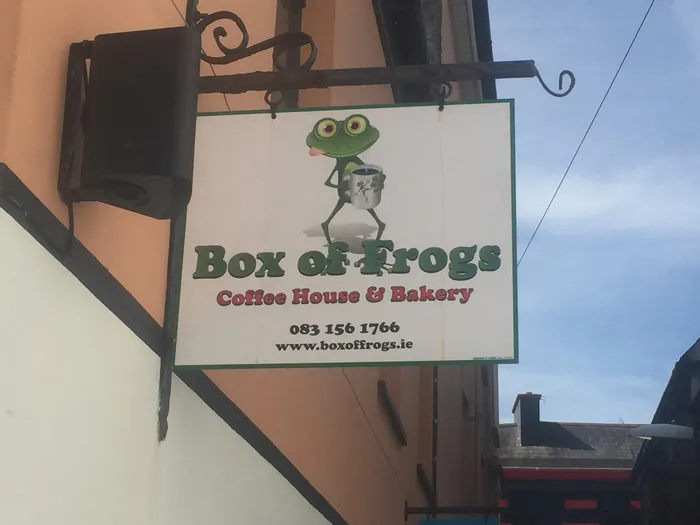 Box of Frogs
Coffee House & Bakery
083 156 1766
www.boxoffrogs.ie